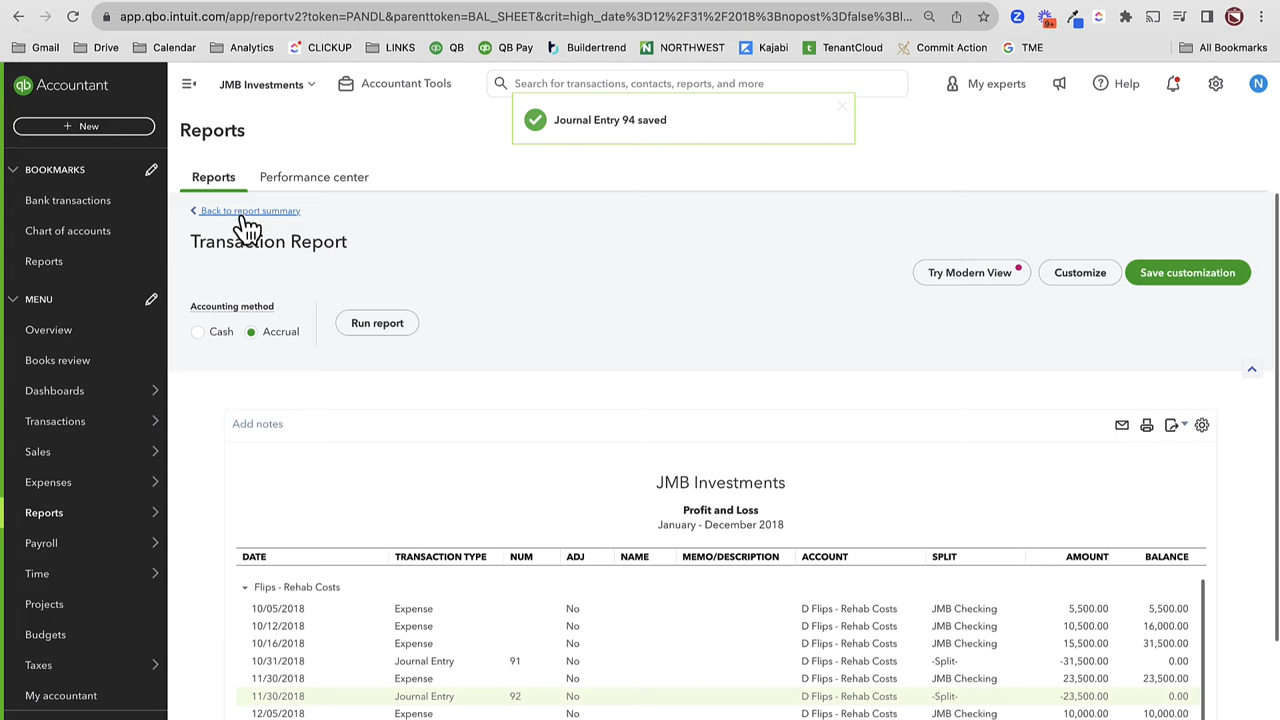 app.qbo.intuit.com/app/reportv2?token=PANDL&parenttoken=BAL_SHEET&crit=high_date%3D12%2F31%2F2018%3Bnopost%3Dfalse%3Bl...
Gmail Drive Calendar Analytics CLICKUP LINKS QB QB Pay Buildertrend NORTHWEST Kajabi TenantCloud Commit Action TME All Bookmarks
9+
qb Accountant
JMB Investments Accountant Tools Search for transactions, contacts, reports, and more My experts Help N
+ New
Journal Entry 94 saved
Reports
BOOKMARKS
Bank transactions
Chart of accounts
Reports
MENU
Overview
Books review
Dashboards
Transactions
Sales
Expenses
Reports
Payroll
Time
Projects
Budgets
Taxes
My accountant
Reports Performance center
Back to report summary
Transaction Report
Try Modern View Customize Save customization
Accounting method
Cash Accrual Run report
Add notes
JMB Investments
Profit and Loss
January - December 2018
DATE TRANSACTION TYPE NUM ADJ NAME MEMO/DESCRIPTION ACCOUNT SPLIT AMOUNT BALANCE
Flips - Rehab Costs
10/05/2018 Expense No D Flips - Rehab Costs JMB Checking 5,500.00 5,500.00
10/12/2018 Expense No D Flips - Rehab Costs JMB Checking 10,500.00 16,000.00
10/16/2018 Expense No D Flips - Rehab Costs JMB Checking 15,500.00 31,500.00
10/31/2018 Journal Entry 91 No D Flips - Rehab Costs -Split- -31,500.00 0.00
11/30/2018 Expense No D Flips - Rehab Costs JMB Checking 23,500.00 23,500.00
11/30/2018 Journal Entry 92 No D Flips - Rehab Costs -Split- -23,500.00 0.00
12/05/2018 Expense No D Flips - Rehab Costs JMB Checking 10,000.00 10,000.00